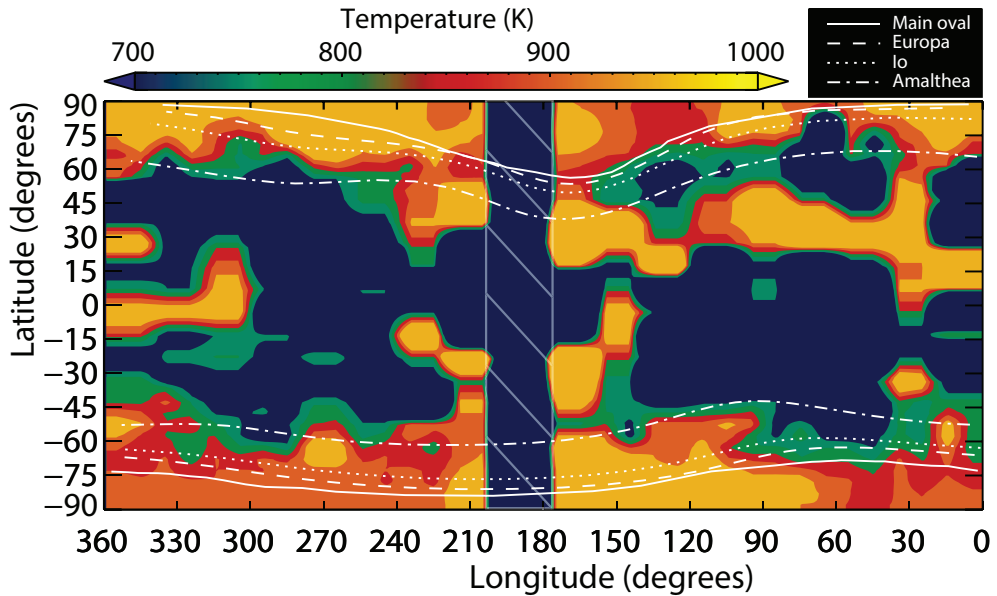 Temperature (K)
700 800 900 1000
Main oval
Europa
Io
Amalthea
Latitude (degrees)
90
75
60
45
30
15
0
−15
−30
−45
−60
−75
−90
360 330 300 270 240 210 180 150 120 90 60 30 0
Longitude (degrees)